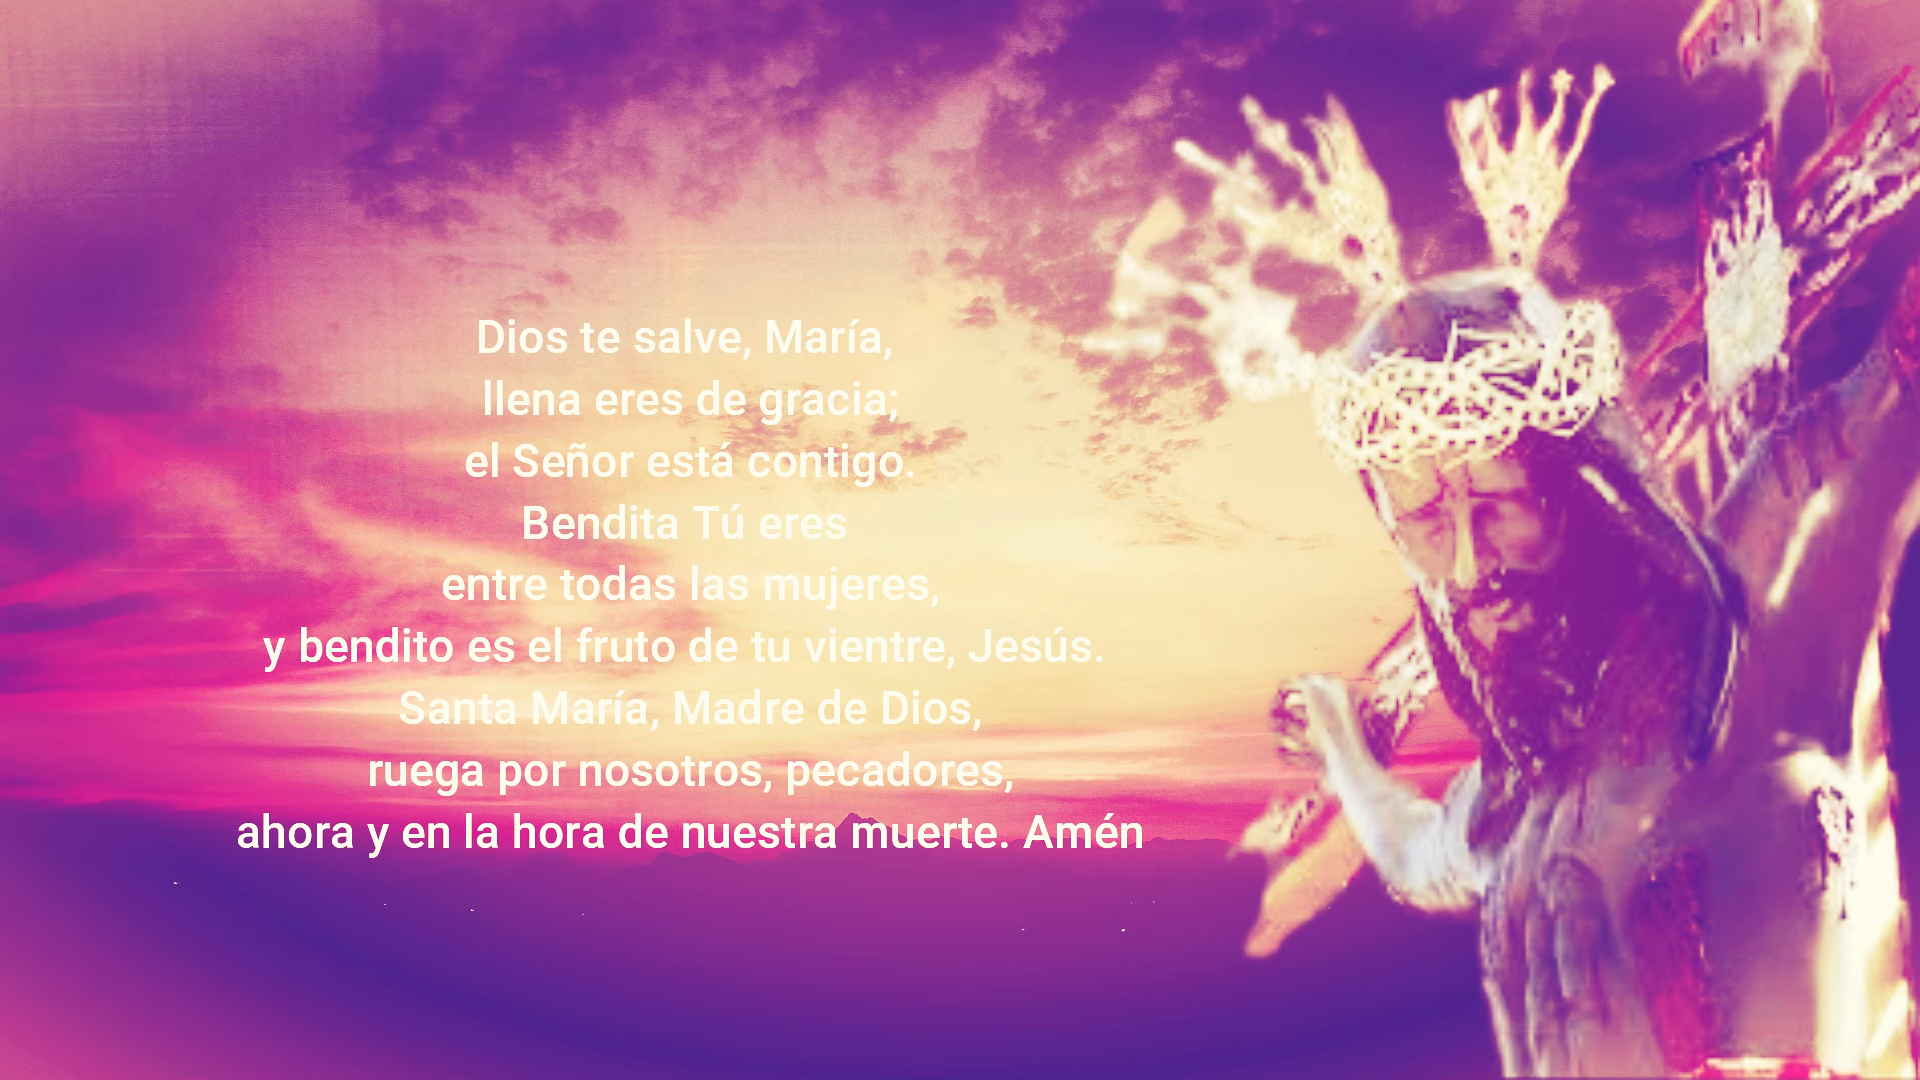 Dios te salve, María,
llena eres de gracia;
el Señor está contigo.
Bendita Tú eres
entre todas las mujeres,
y bendito es el fruto de tu vientre, Jesús.
Santa María, Madre de Dios,
ruega por nosotros, pecadores,
ahora y en la hora de nuestra muerte. Amén